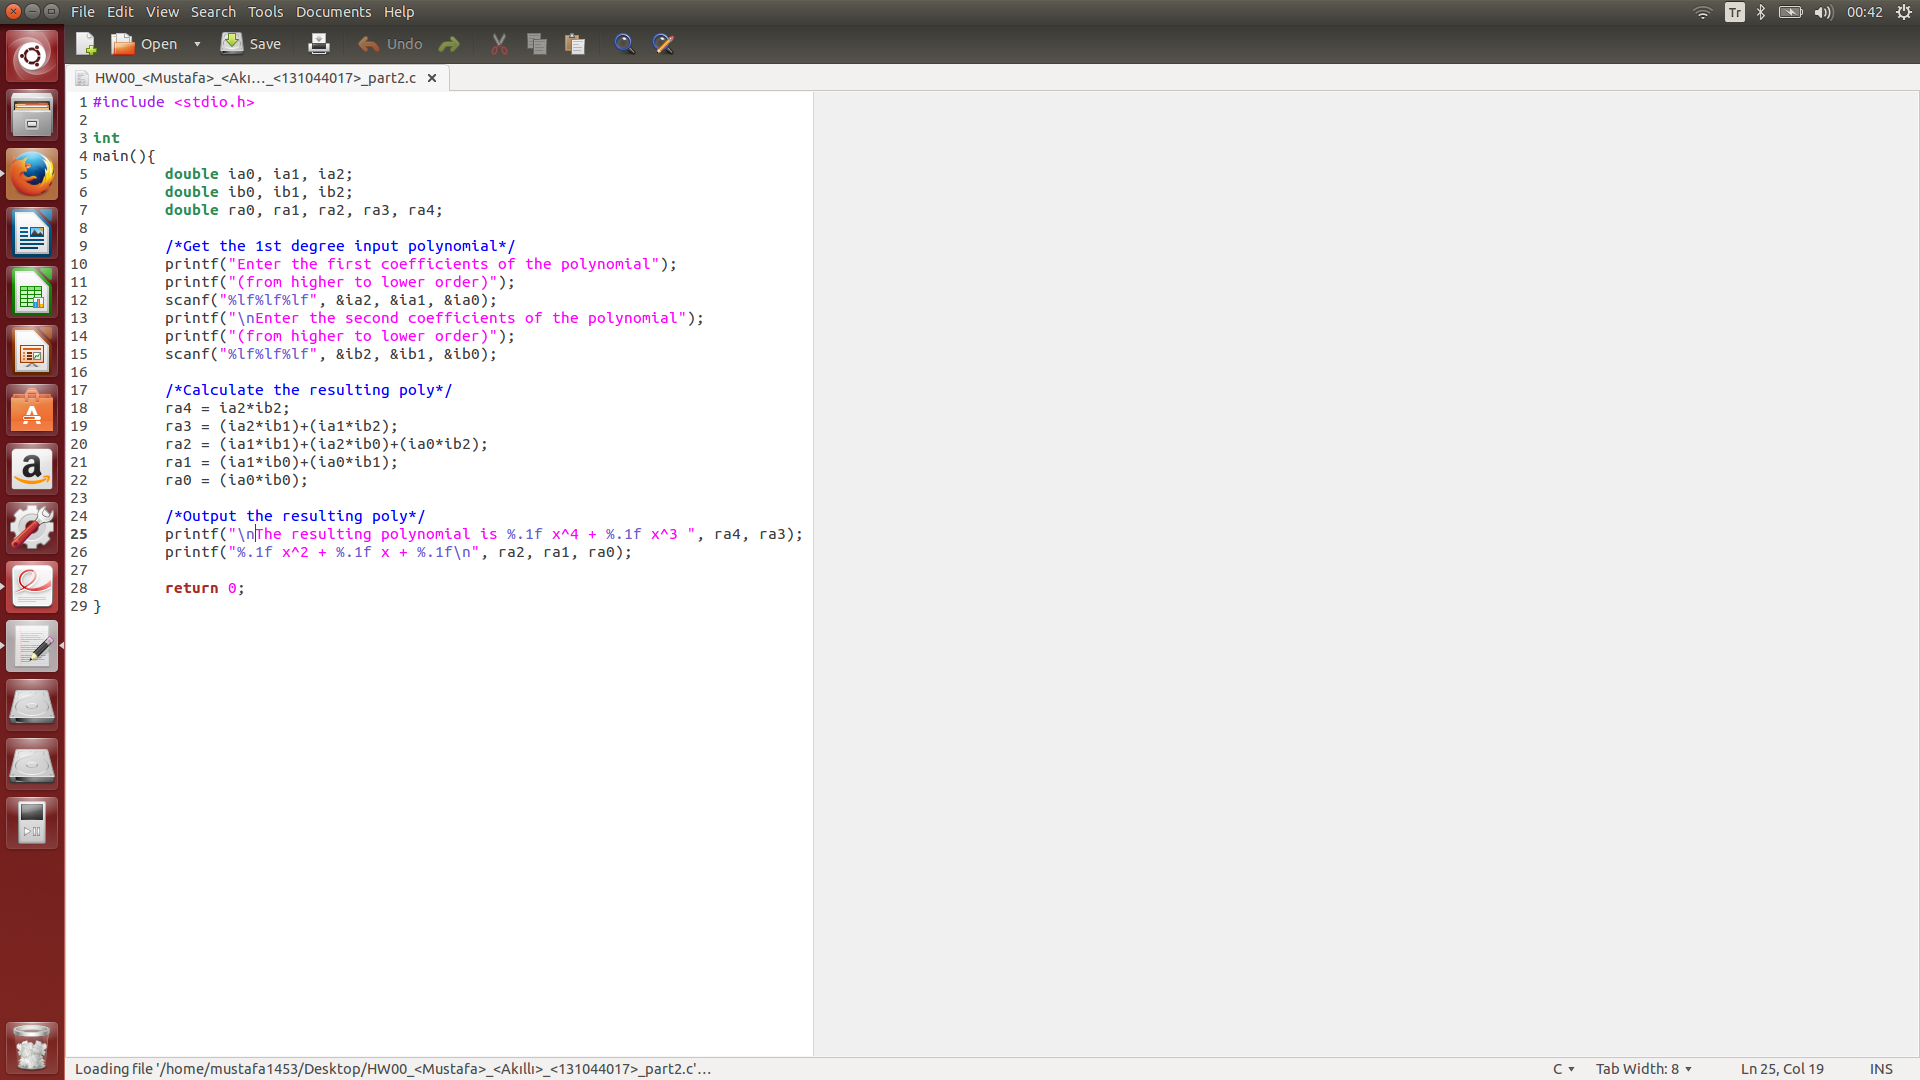 File Edit View Search Tools Documents Help
Tr 00:42
Open Save Undo
HW00_<Mustafa>_<Akı..._<131044017>_part2.c
1 #include <stdio.h>
2
3 int
4 main(){
5 double ia0, ia1, ia2;
6 double ib0, ib1, ib2;
7 double ra0, ra1, ra2, ra3, ra4;
8
9 /*Get the 1st degree input polynomial*/
10 printf("Enter the first coefficients of the polynomial");
11 printf("(from higher to lower order)");
12 scanf("%lf%lf%lf", &ia2, &ia1, &ia0);
13 printf("\nEnter the second coefficients of the polynomial");
14 printf("(from higher to lower order)");
15 scanf("%lf%lf%lf", &ib2, &ib1, &ib0);
16
17 /*Calculate the resulting poly*/
18 ra4 = ia2*ib2;
19 ra3 = (ia2*ib1)+(ia1*ib2);
20 ra2 = (ia1*ib1)+(ia2*ib0)+(ia0*ib2);
21 ra1 = (ia1*ib0)+(ia0*ib1);
22 ra0 = (ia0*ib0);
23
24 /*Output the resulting poly*/
25 printf("\nThe resulting polynomial is %.1f x^4 + %.1f x^3 ", ra4, ra3);
26 printf("%.1f x^2 + %.1f x + %.1f\n", ra2, ra1, ra0);
27
28 return 0;
29 }
Loading file '/home/mustafa1453/Desktop/HW00_<Mustafa>_<Akıllı>_<131044017>_part2.c'... C Tab Width: 8 Ln 25, Col 19 INS